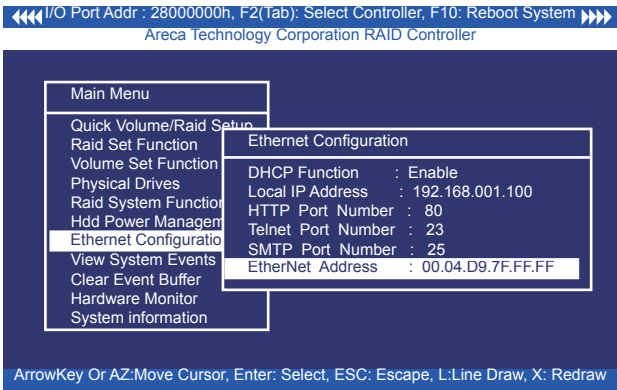 I/O Port Addr : 28000000h, F2(Tab): Select Controller, F10: Reboot System
Areca Technology Corporation RAID Controller
Main Menu
Quick Volume/Raid Setup
Raid Set Function
Volume Set Function
Physical Drives
Raid System Function
Hdd Power Managem
Ethernet Configuratio
View System Events
Clear Event Buffer
Hardware Monitor
System information
Ethernet Configuration
DHCP Function : Enable
Local IP Address : 192.168.001.100
HTTP Port Number : 80
Telnet Port Number : 23
SMTP Port Number : 25
EtherNet Address : 00.04.D9.7F.FF.FF
ArrowKey Or AZ:Move Cursor, Enter: Select, ESC: Escape, L:Line Draw, X: Redraw